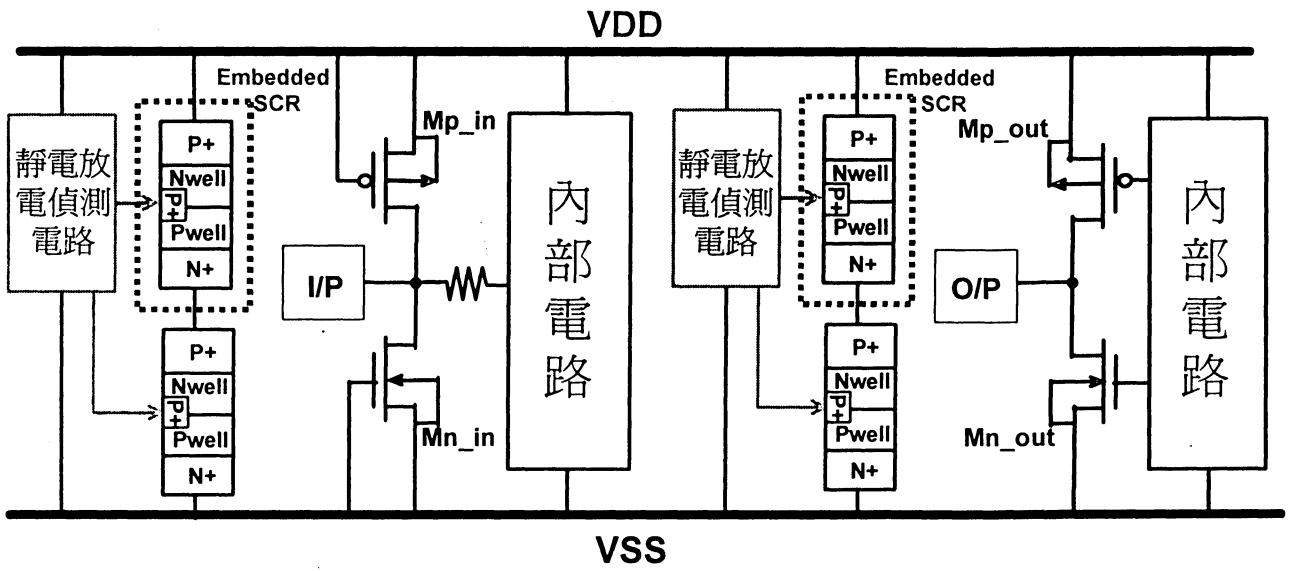 VDD
Embedded
SCR
靜電放
電偵測
電路
P+
Nwell
P+
Pwell
N+
P+
Nwell
P+
Pwell
N+
Mp_in
I/P
Mn_in
內部電路
Embedded
SCR
靜電放
電偵測
電路
P+
Nwell
P+
Pwell
N+
P+
Nwell
P+
Pwell
N+
Mp_out
O/P
Mn_out
內部電路
VSS